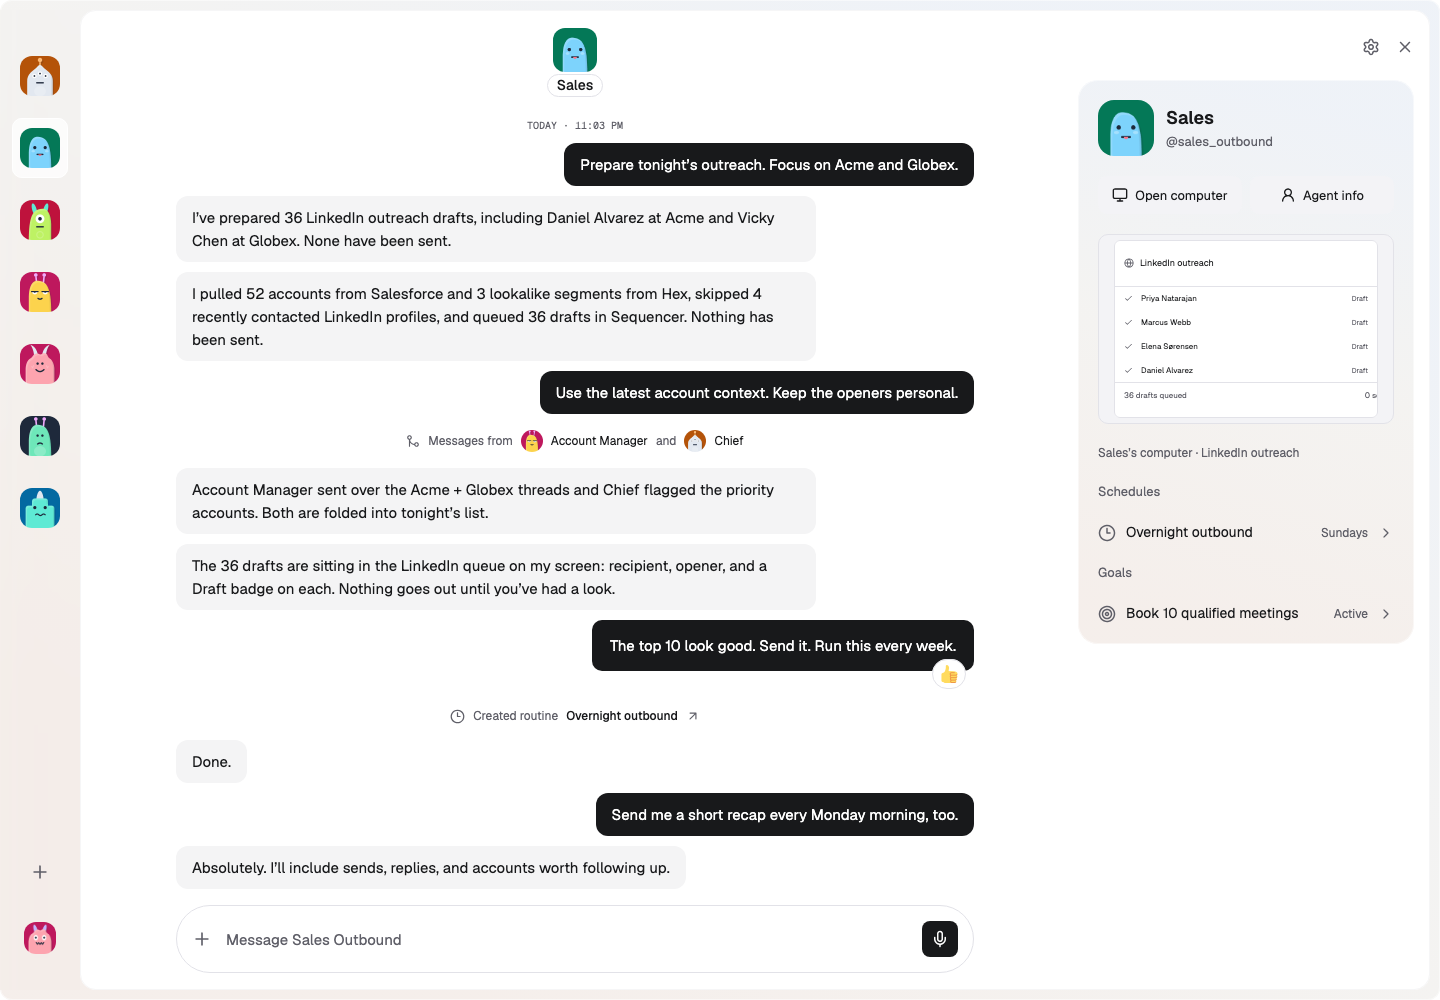 Sales
TODAY · 11:03 PM
Prepare tonight’s outreach. Focus on Acme and Globex.
I’ve prepared 36 LinkedIn outreach drafts, including Daniel Alvarez at Acme and Vicky
Chen at Globex. None have been sent.
I pulled 52 accounts from Salesforce and 3 lookalike segments from Hex, skipped 4
recently contacted LinkedIn profiles, and queued 36 drafts in Sequencer. Nothing has
been sent.
Use the latest account context. Keep the openers personal.
Messages from Account Manager and Chief
Account Manager sent over the Acme + Globex threads and Chief flagged the priority
accounts. Both are folded into tonight’s list.
The 36 drafts are sitting in the LinkedIn queue on my screen: recipient, opener, and a
Draft badge on each. Nothing goes out until you’ve had a look.
The top 10 look good. Send it. Run this every week.
Created routine Overnight outbound
Done.
Send me a short recap every Monday morning, too.
Absolutely. I’ll include sends, replies, and accounts worth following up.
Message Sales Outbound
Sales
@sales_outbound
Open computer Agent info
LinkedIn outreach
Priya Natarajan Draft
Marcus Webb Draft
Elena Sørensen Draft
Daniel Alvarez Draft
36 drafts queued 0
Sales’s computer · LinkedIn outreach
Schedules
Overnight outbound Sundays
Goals
Book 10 qualified meetings Active